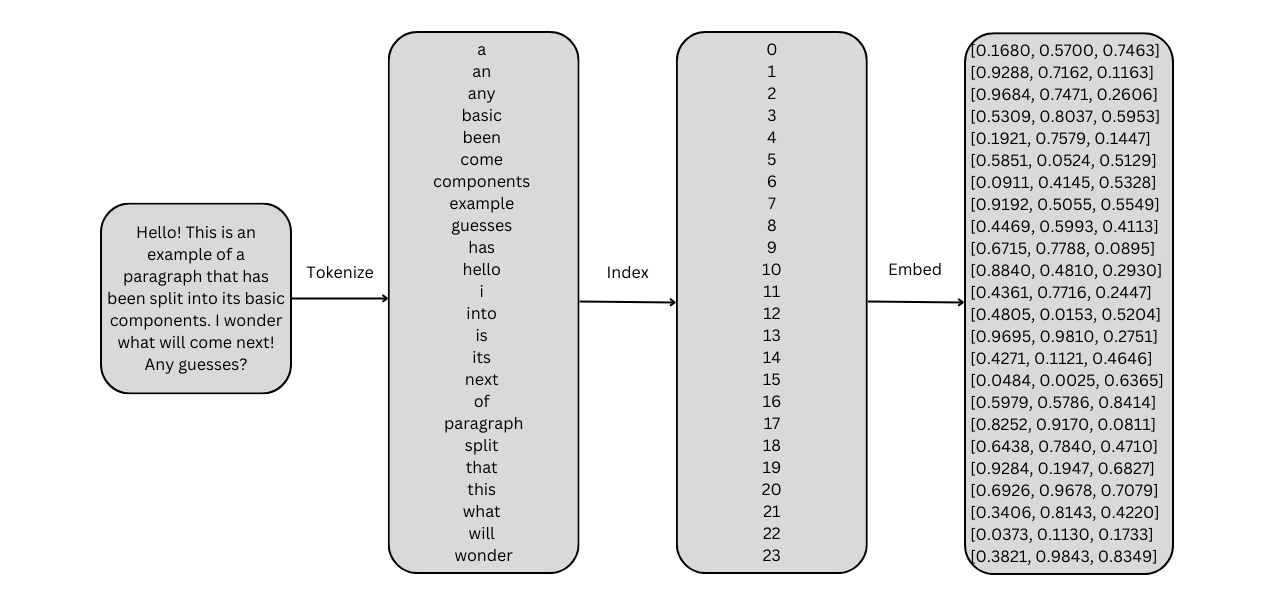 Hello! This is an
example of a
paragraph that has
been split into its basic
components. I wonder
what will come next!
Any guesses?
Tokenize
a
an
any
basic
been
come
components
example
guesses
has
hello
i
into
is
its
next
of
paragraph
split
that
this
what
will
wonder
Index
0
1
2
3
4
5
6
7
8
9
10
11
12
13
14
15
16
17
18
19
20
21
22
23
Embed
[0.1680, 0.5700, 0.7463]
[0.9288, 0.7162, 0.1163]
[0.9684, 0.7471, 0.2606]
[0.5309, 0.8037, 0.5953]
[0.1921, 0.7579, 0.1447]
[0.5851, 0.0524, 0.5129]
[0.0911, 0.4145, 0.5328]
[0.9192, 0.5055, 0.5549]
[0.4469, 0.5993, 0.4113]
[0.6715, 0.7788, 0.0895]
[0.8840, 0.4810, 0.2930]
[0.4361, 0.7716, 0.2447]
[0.4805, 0.0153, 0.5204]
[0.9695, 0.9810, 0.2751]
[0.4271, 0.1121, 0.4646]
[0.0484, 0.0025, 0.6365]
[0.5979, 0.5786, 0.8414]
[0.8252, 0.9170, 0.0811]
[0.6438, 0.7840, 0.4710]
[0.9284, 0.1947, 0.6827]
[0.6926, 0.9678, 0.7079]
[0.3406, 0.8143, 0.4220]
[0.0373, 0.1130, 0.1733]
[0.3821, 0.9843, 0.8349]